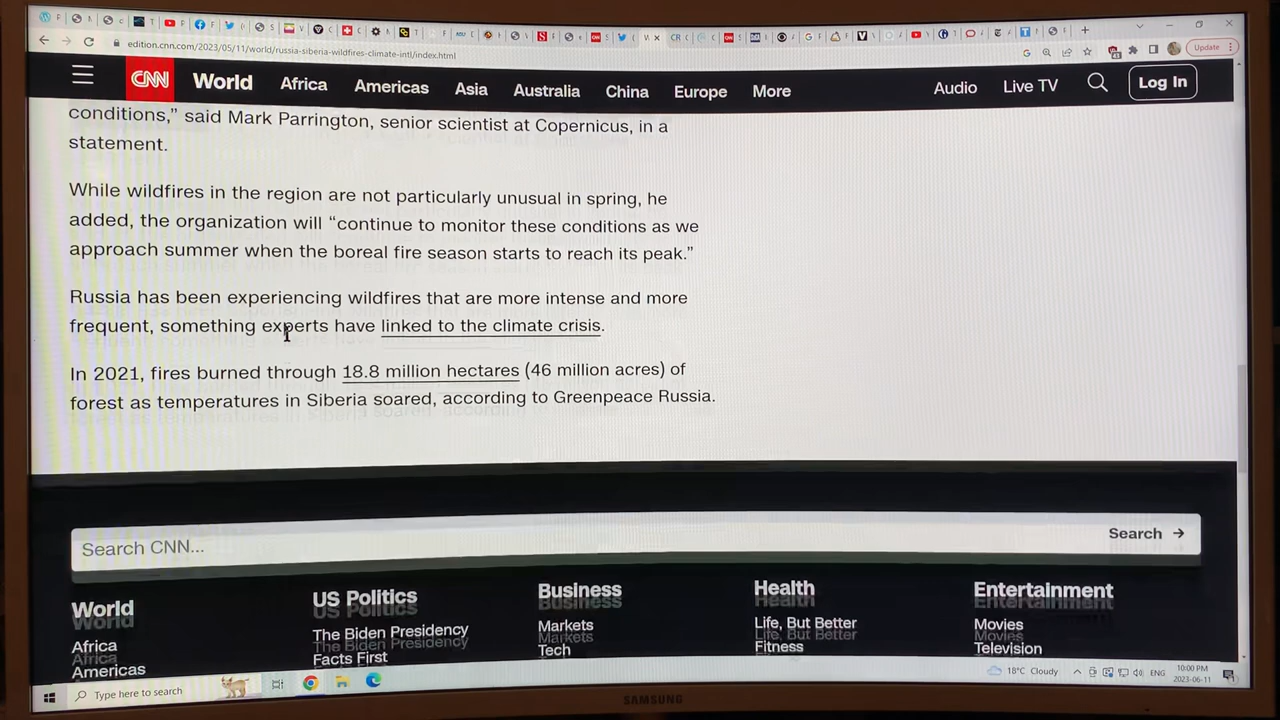 edition.cnn.com/2023/05/11/world/russia-siberia-wildfires-climate-intl/index.html
Update
CNN World Africa Americas Asia Australia China Europe More Audio Live TV Log In
conditions,” said Mark Parrington, senior scientist at Copernicus, in a
statement.
While wildfires in the region are not particularly unusual in spring, he
added, the organization will “continue to monitor these conditions as we
approach summer when the boreal fire season starts to reach its peak.”
Russia has been experiencing wildfires that are more intense and more
frequent, something experts have linked to the climate crisis.
In 2021, fires burned through 18.8 million hectares (46 million acres) of
forest as temperatures in Siberia soared, according to Greenpeace Russia.
Search CNN... Search →
World US Politics Business Health Entertainment
Africa The Biden Presidency Markets Life, But Better Movies
Americas Facts First Tech Fitness Television
Type here to search 18°C Cloudy ENG 10:00 PM
2023-06-11
SAMSUNG